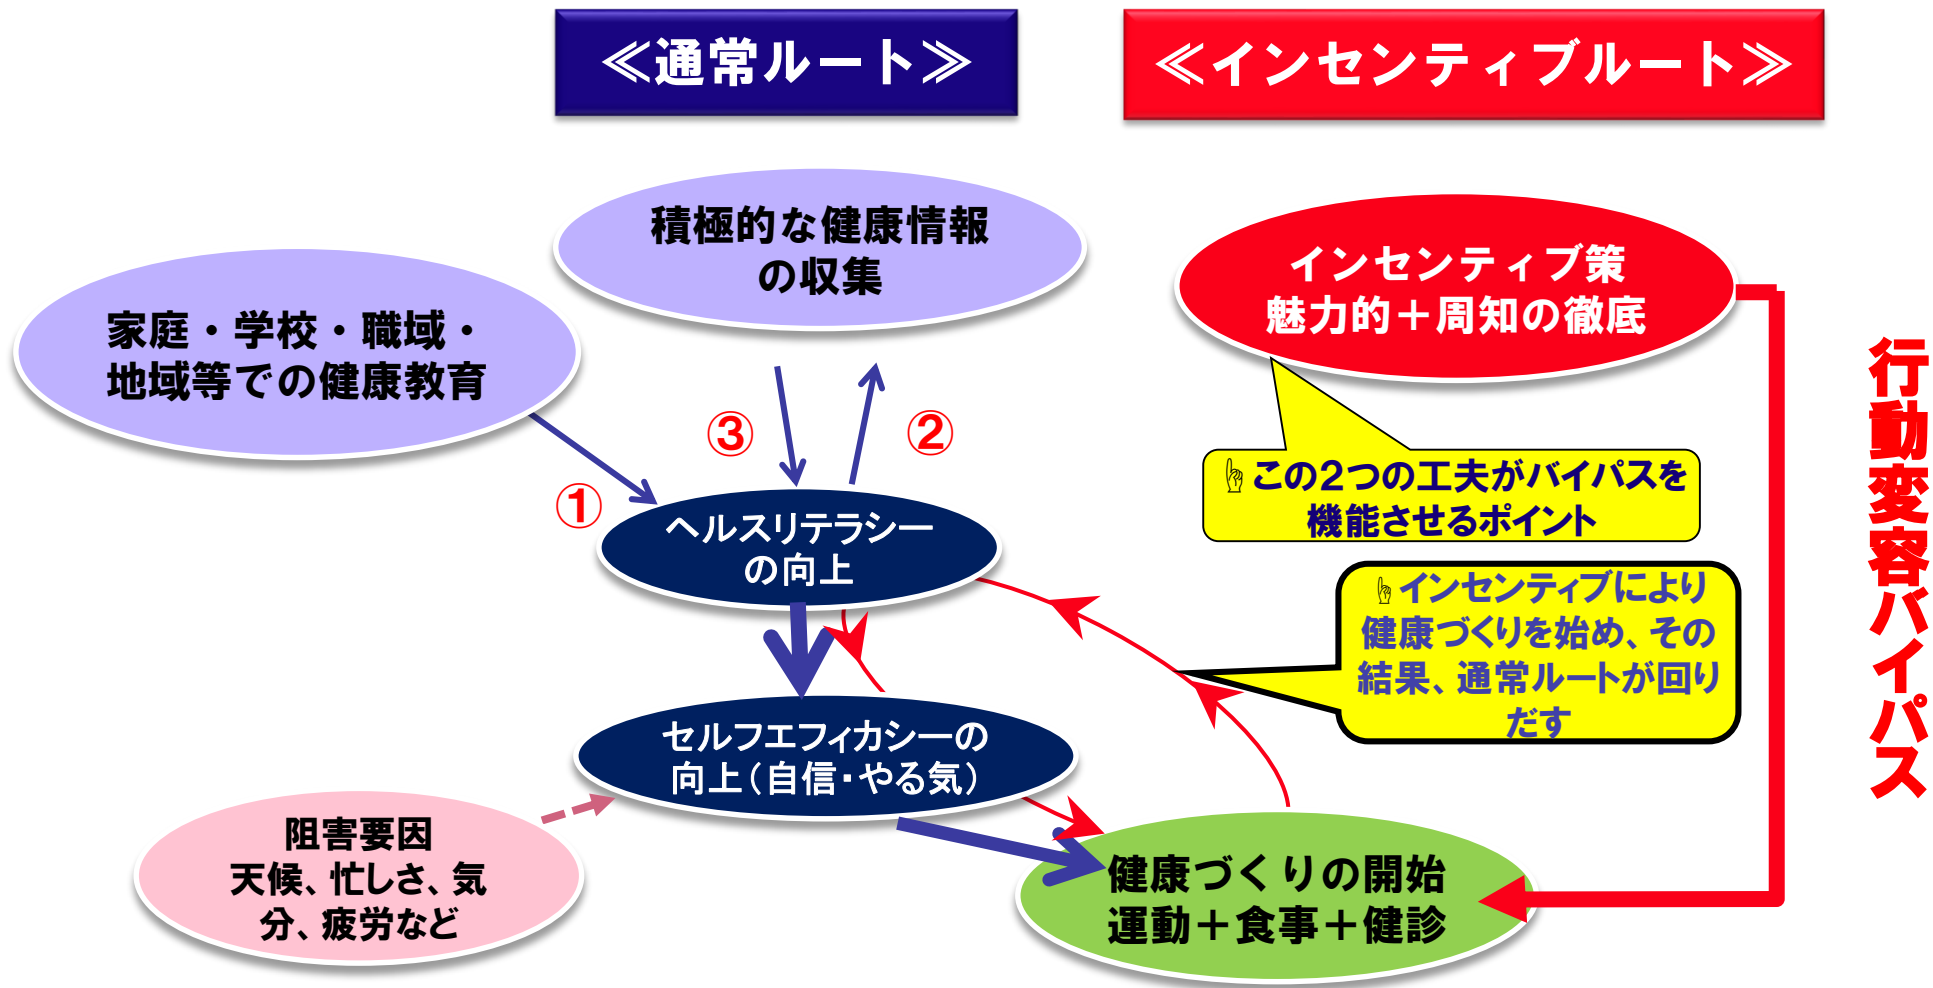 ≪通常ルート≫
≪インセンティブルート≫
積極的な健康情報
の収集
インセンティブ策
魅力的＋周知の徹底
家庭・学校・職域・
地域等での健康教育
行動変容バイパス
③
②
①
☝この２つの工夫がバイパスを
機能させるポイント
ヘルスリテラシー
の向上
☝インセンティブにより
健康づくりを始め、その
結果、通常ルートが回り
だす
セルフエフィカシーの
向上（自信・やる気）
阻害要因
天候、忙しさ、気
分、疲労など
健康づくりの開始
運動＋食事＋健診